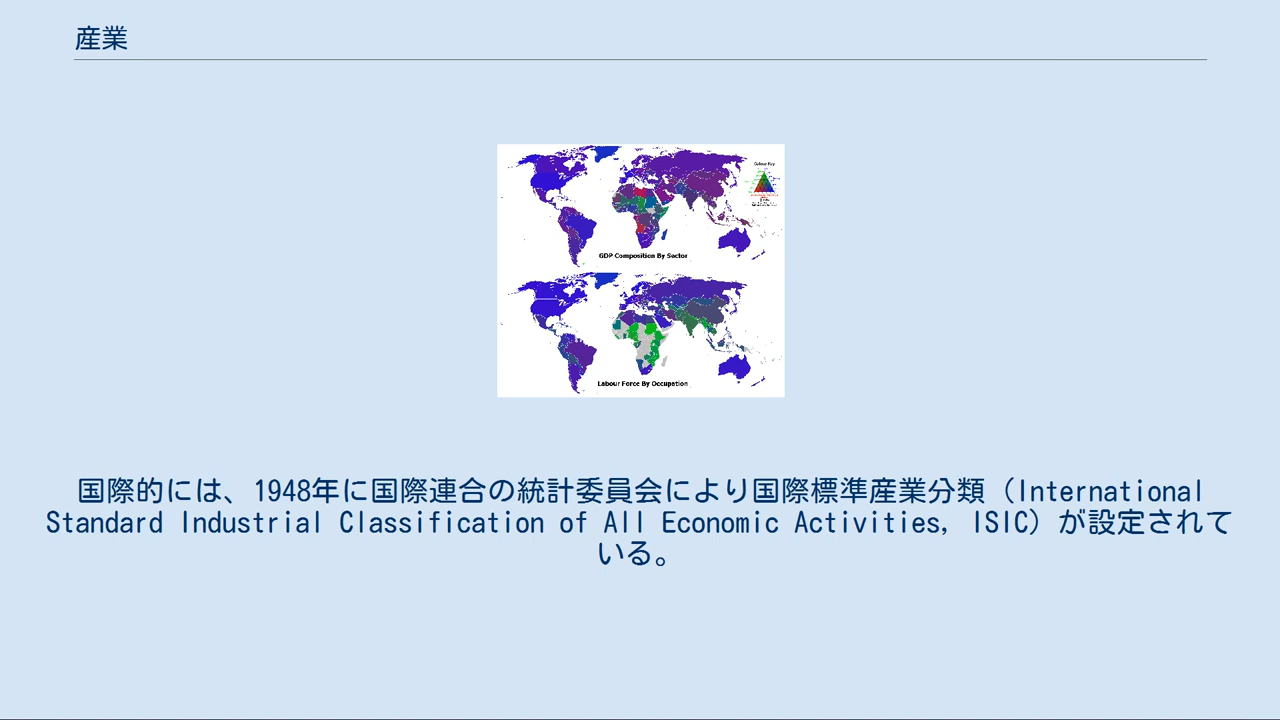 産業
Colour Key
GDP Composition By Sector
Labour Force By Occupation
国際的には、1948年に国際連合の統計委員会により国際標準産業分類（International
Standard Industrial Classification of All Economic Activities, ISIC）が設定されて
いる。